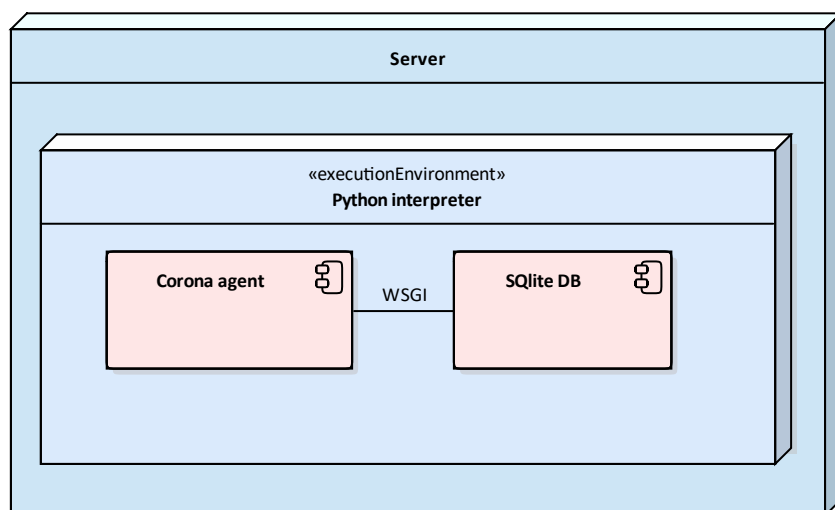 Server
«executionEnvironment»
Python interpreter
Corona agent
WSGI
SQlite DB